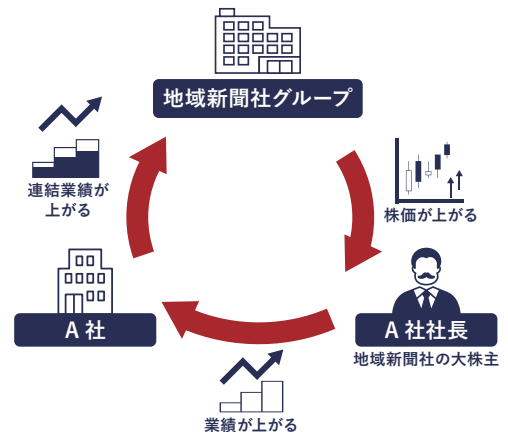 地域新聞社グループ
連結業績が
上がる
株価が上がる
A社
A社社長
地域新聞社の大株主
業績が上がる